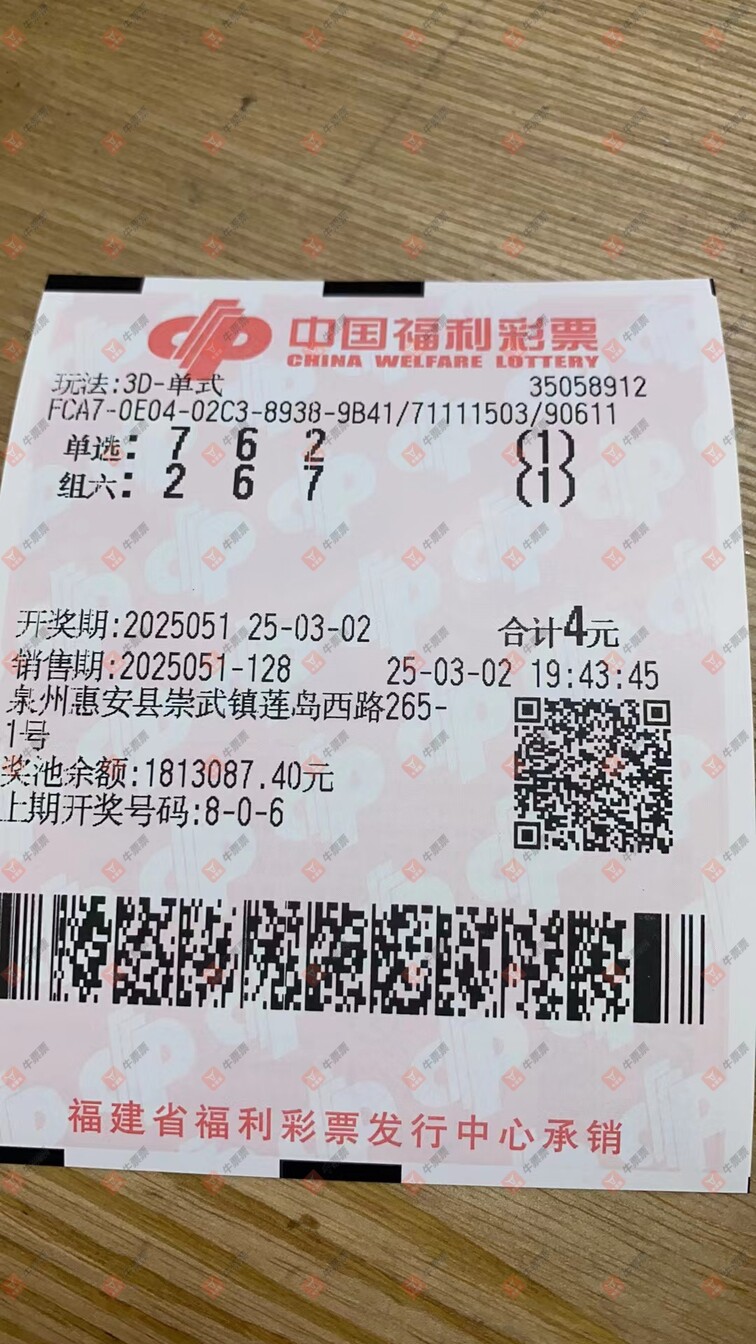 中国福利彩票
CHINA WELFARE LOTTERY
玩法:3D-单式 35058912
FCA7-0E04-02C3-8938-9B41/71111503/90611
单选: 7 6 2 (1)
组六: 2 6 7 (1)
开奖期:2025051 25-03-02 合计4元
销售期:2025051-128 25-03-02 19:43:45
泉州惠安县崇武镇莲岛西路265-
1号
奖池余额:1813087.40元
上期开奖号码:8-0-6
福建省福利彩票发行中心承销
牛票票